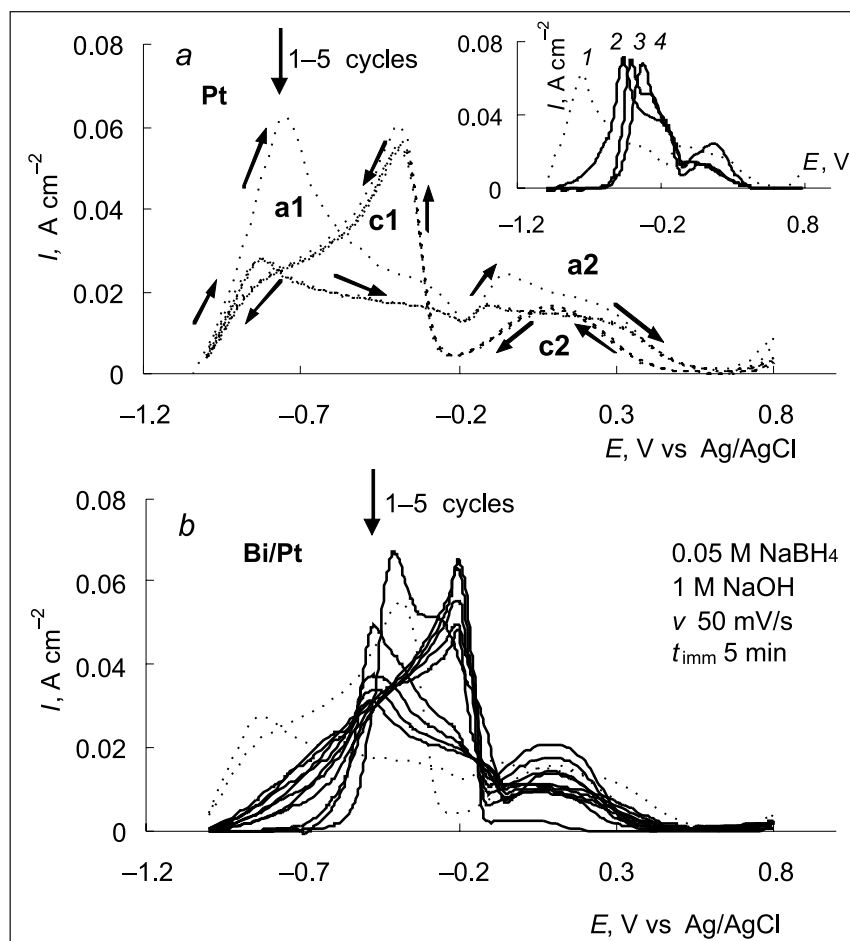 a
Pt
1–5 cycles
I, A cm–2
0.08
0.06
0.04
0.02
0
–1.2
–0.7
–0.2
0.3
0.8
E, V vs Ag/AgCl
a1
c1
a2
c2
I, A cm–2
0.08
0.04
0
1
2 3 4
E, V
–1.2
–0.2
0.8
b
Bi/Pt
1–5 cycles
0.05 M NaBH4
1 M NaOH
v 50 mV/s
timm 5 min
I, A cm–2
0.08
0.06
0.04
0.02
0
–1.2
–0.7
–0.2
0.3
0.8
E, V vs Ag/AgCl